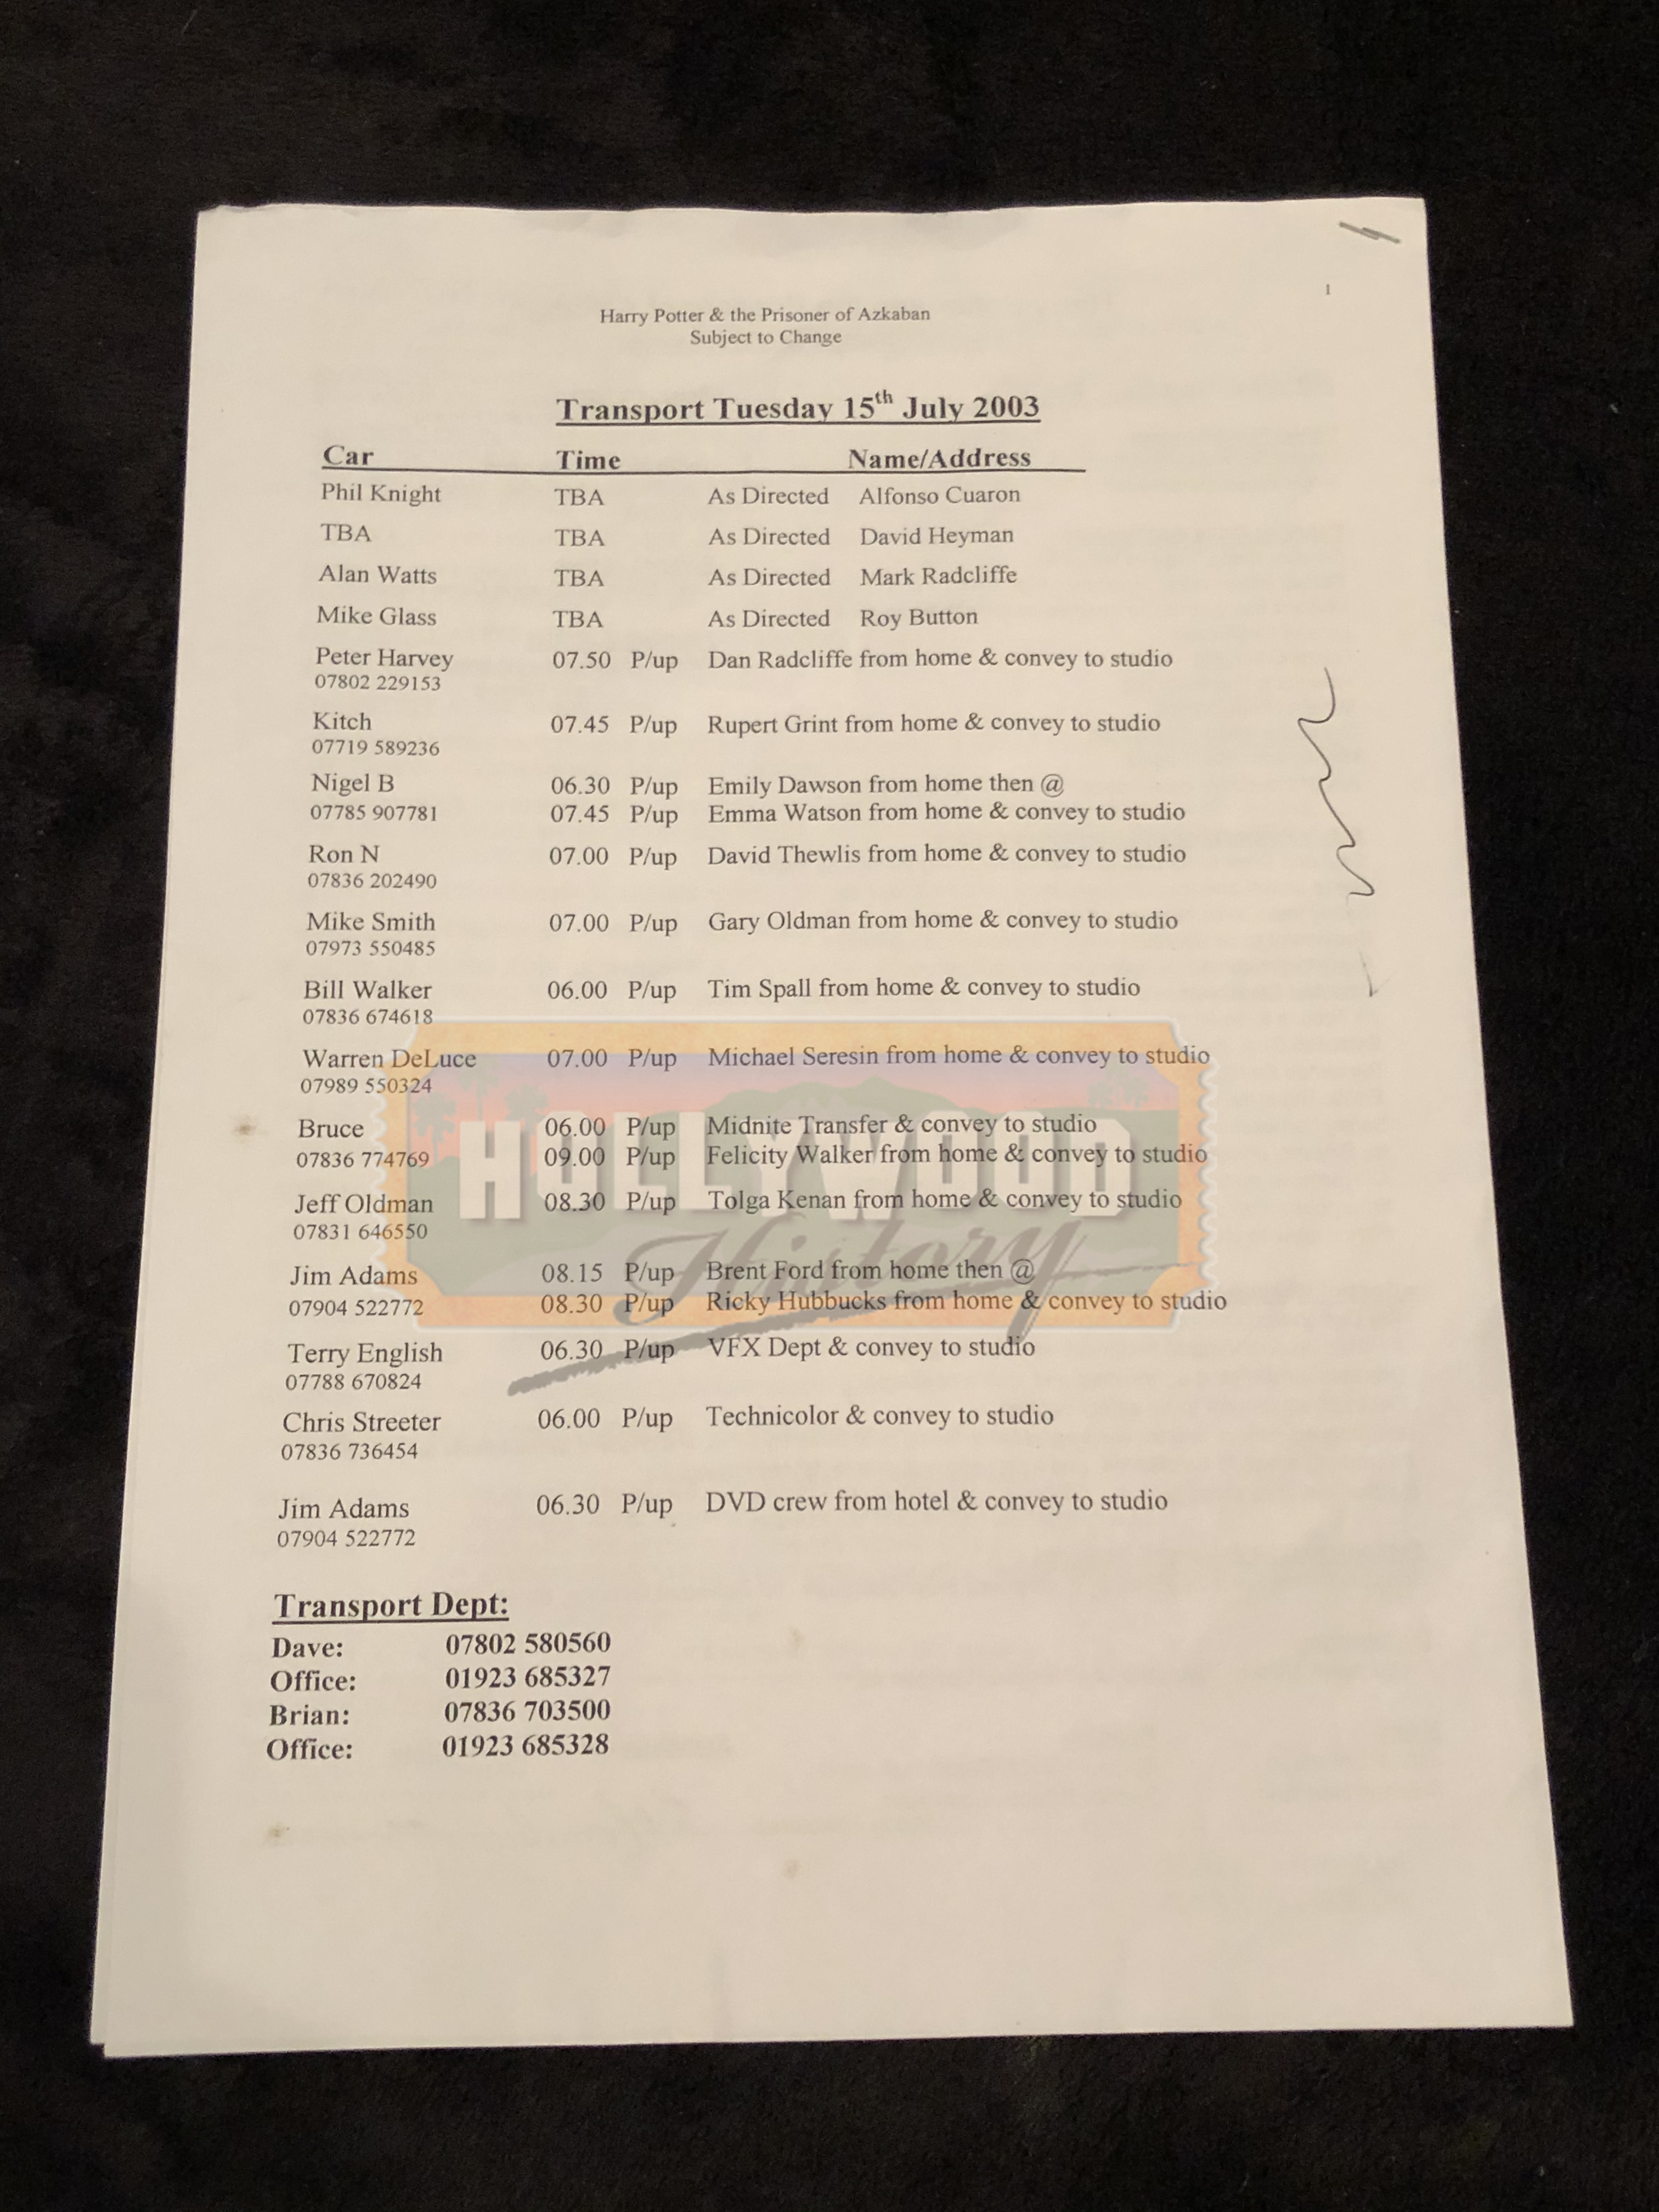 1
Harry Potter & the Prisoner of Azkaban
Subject to Change
Transport Tuesday 15th July 2003
Car Time Name/Address
Phil Knight TBA As Directed Alfonso Cuaron
TBA TBA As Directed David Heyman
Alan Watts TBA As Directed Mark Radcliffe
Mike Glass TBA As Directed Roy Button
Peter Harvey 07.50 P/up Dan Radcliffe from home & convey to studio
07802 229153
Kitch 07.45 P/up Rupert Grint from home & convey to studio
07719 589236
Nigel B 06.30 P/up Emily Dawson from home then @
07785 907781 07.45 P/up Emma Watson from home & convey to studio
Ron N 07.00 P/up David Thewlis from home & convey to studio
07836 202490
Mike Smith 07.00 P/up Gary Oldman from home & convey to studio
07973 550485
Bill Walker 06.00 P/up Tim Spall from home & convey to studio
07836 674618
Warren DeLuce 07.00 P/up Michael Seresin from home & convey to studio
07989 550324
Bruce 06.00 P/up Midnite Transfer & convey to studio
07836 774769 09.00 P/up Felicity Walker from home & convey to studio
HOLLYWOOD
Jeff Oldman 08.30 P/up Tolga Kenan from home & convey to studio
07831 646550
History
Jim Adams 08.15 P/up Brent Ford from home then @
07904 522772 08.30 P/up Ricky Hubbucks from home & convey to studio
Terry English 06.30 P/up VFX Dept & convey to studio
07788 670824
Chris Streeter 06.00 P/up Technicolor & convey to studio
07836 736454
Jim Adams 06.30 P/up DVD crew from hotel & convey to studio
07904 522772
Transport Dept:
Dave: 07802 580560
Office: 01923 685327
Brian: 07836 703500
Office: 01923 685328